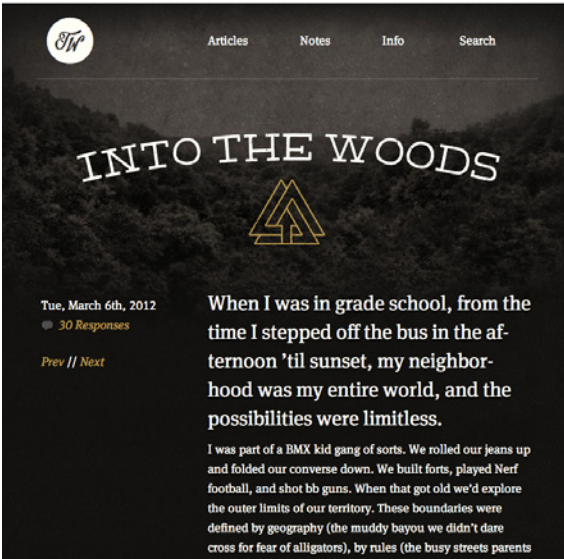 TW
Articles Notes Info Search
INTO THE WOODS
Tue, March 6th, 2012
30 Responses
Prev // Next
When I was in grade school, from the
time I stepped off the bus in the af-
ternoon ’til sunset, my neighbor-
hood was my entire world, and the
possibilities were limitless.
I was part of a BMX kid gang of sorts. We rolled our jeans up
and folded our converse down. We built forts, played Nerf
football, and shot bb guns. When that got old we’d explore
the outer limits of our territory. These boundaries were
defined by geography (the muddy bayou we didn’t dare
cross for fear of alligators), by rules (the busy streets parents